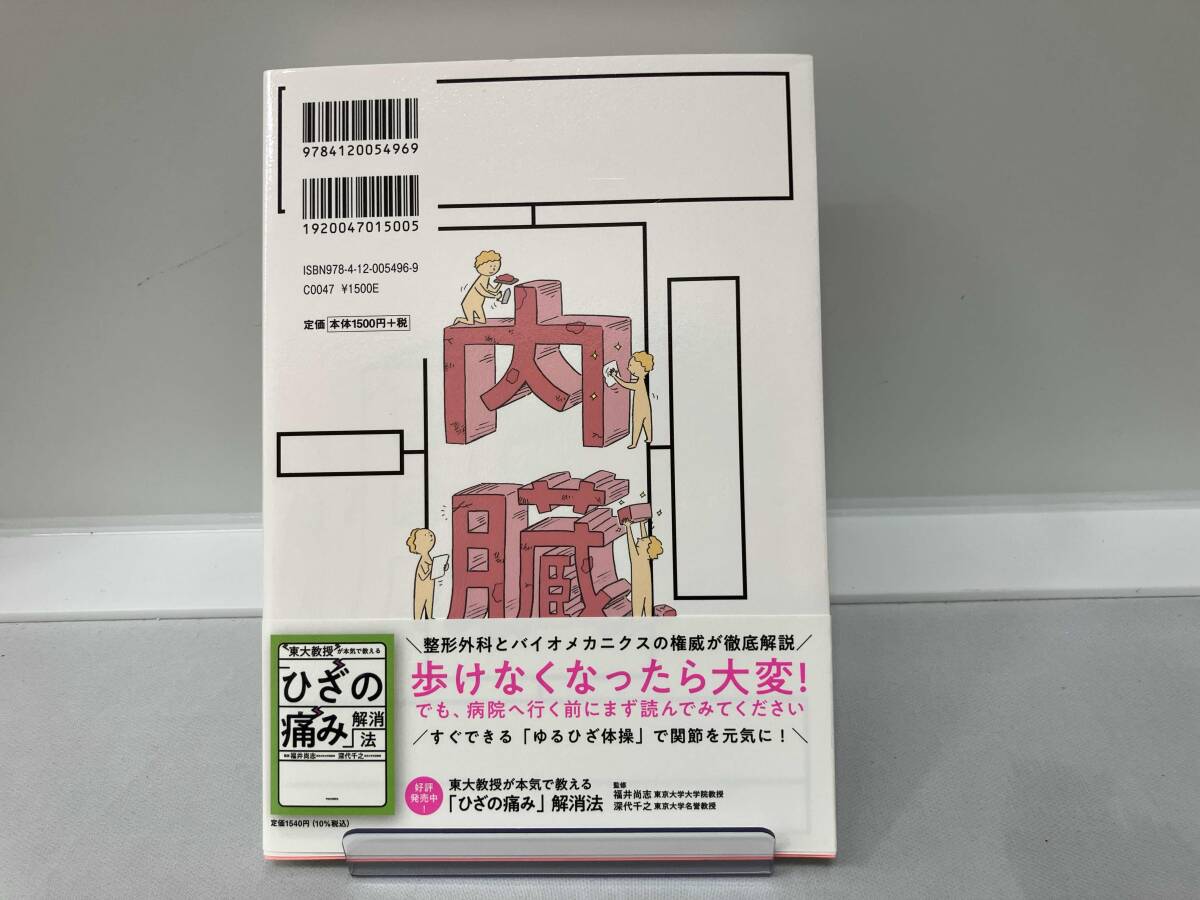 9784120054969
1920047015005
ISBN978-4-12-005496-9
C0047 ¥1500E
定価 本体1500円+税
内
臓
東大教授が本気で教える
「ひざの
痛み」解消法
福井尚志 深代千之
定価1540円(10%税込)
＼整形外科とバイオメカニクスの権威が徹底解説／
歩けなくなったら大変!
でも、病院へ行く前にまず読んでみてください
／すぐできる「ゆるひざ体操」で関節を元気に!＼
好評
発売中
!
東大教授が本気で教える
「ひざの痛み」解消法
監修
福井尚志 東京大学大学院教授
深代千之 東京大学名誉教授